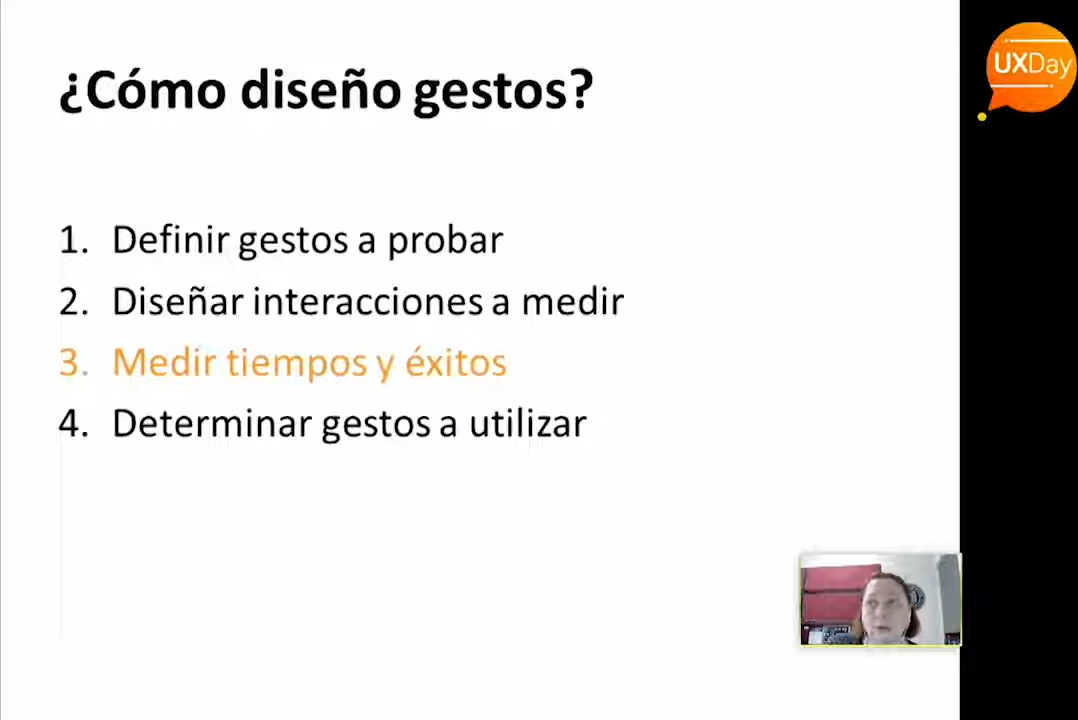 ¿Cómo diseño gestos?
1. Definir gestos a probar
2. Diseñar interacciones a medir
3. Medir tiempos y éxitos
4. Determinar gestos a utilizar
UXDay